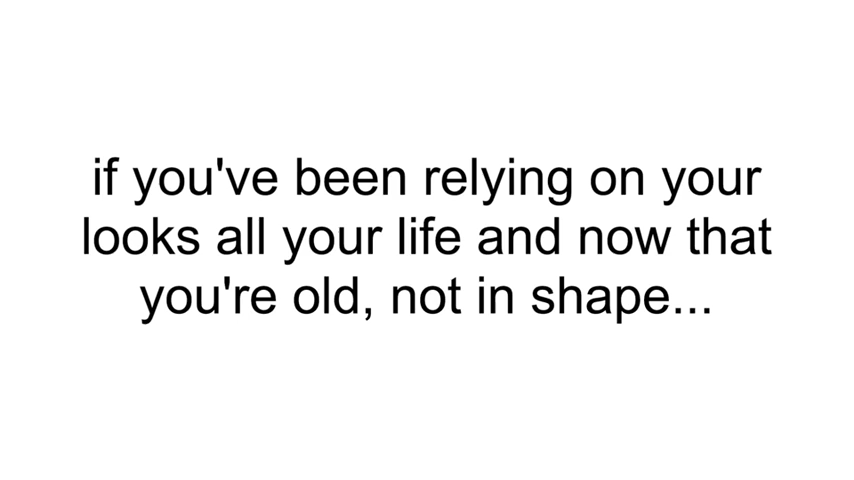 if you've been relying on your
looks all your life and now that
you're old, not in shape...